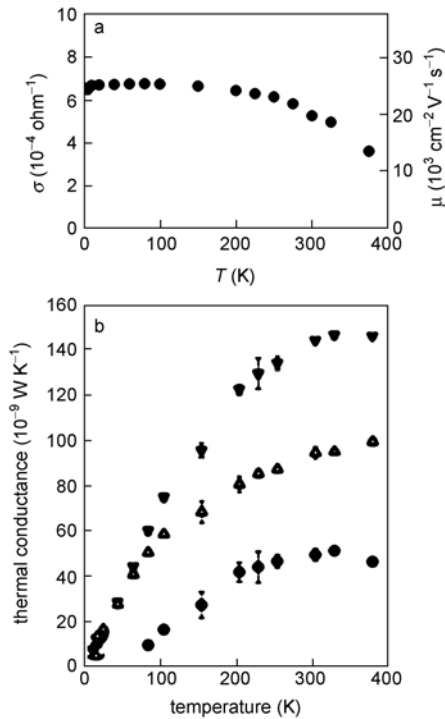 a
10
8
6
4
2
0
σ (10⁻⁴ ohm⁻¹)
30
20
10
0
μ (10³ cm⁻² V⁻¹ s⁻¹)
0 100 200 300 400
T (K)
b
160
140
120
100
80
60
40
20
0
thermal conductance (10⁻⁹ W K⁻¹)
0 100 200 300 400
temperature (K)